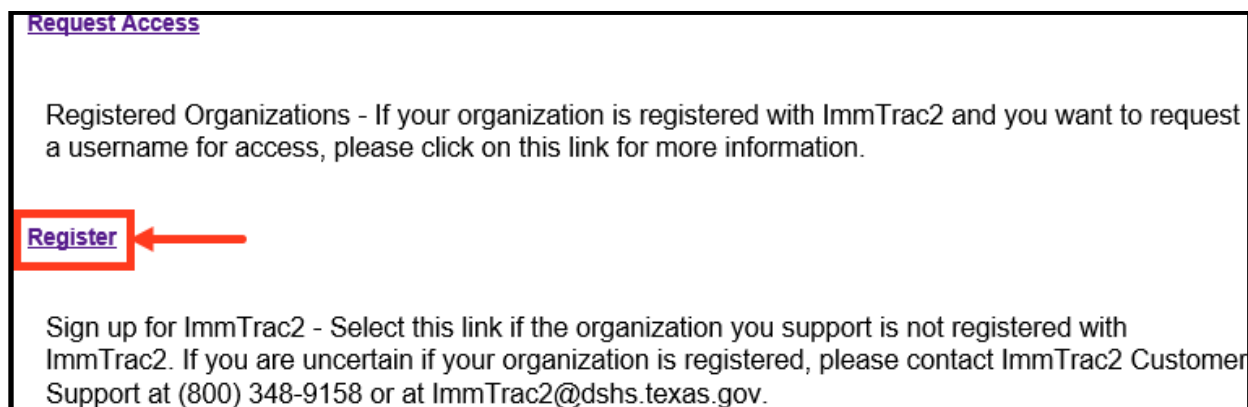 Request Access
Registered Organizations - If your organization is registered with ImmTrac2 and you want to request
a username for access, please click on this link for more information.
Register
Sign up for ImmTrac2 - Select this link if the organization you support is not registered with
ImmTrac2. If you are uncertain if your organization is registered, please contact ImmTrac2 Customer
Support at (800) 348-9158 or at ImmTrac2@dshs.texas.gov.